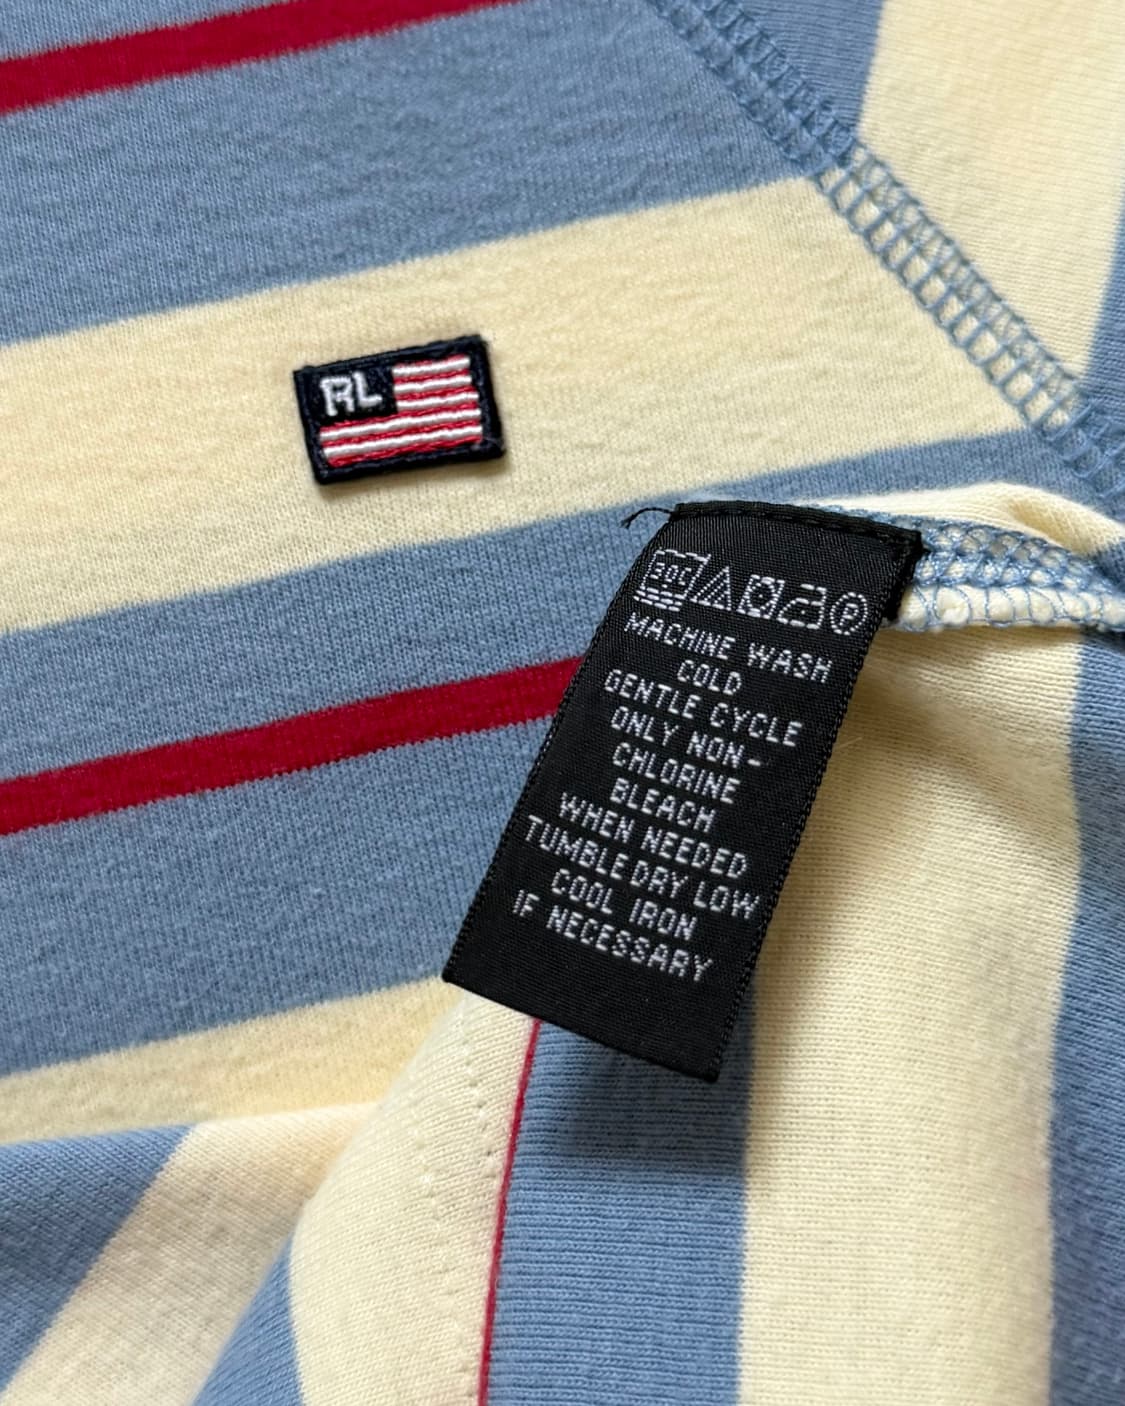 RL
30C
P
MACHINE WASH
COLD
GENTLE CYCLE
ONLY NON-
CHLORINE
BLEACH
WHEN NEEDED
TUMBLE DRY LOW
COOL IRON
IF NECESSARY